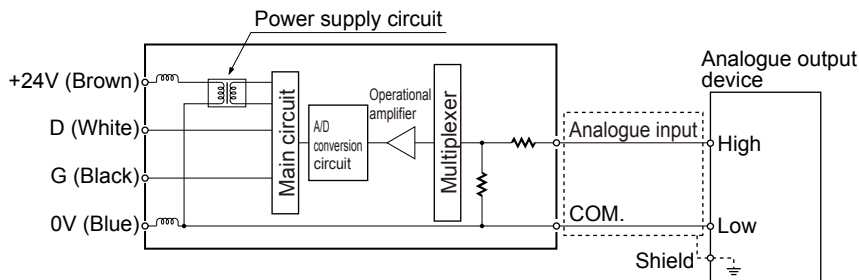 Power supply circuit
+24V (Brown)
D (White)
G (Black)
0V (Blue)
Main circuit
A/D
conversion
circuit
Operational
amplifier
Multiplexer
Analogue input
COM.
Analogue output
device
High
Low
Shield